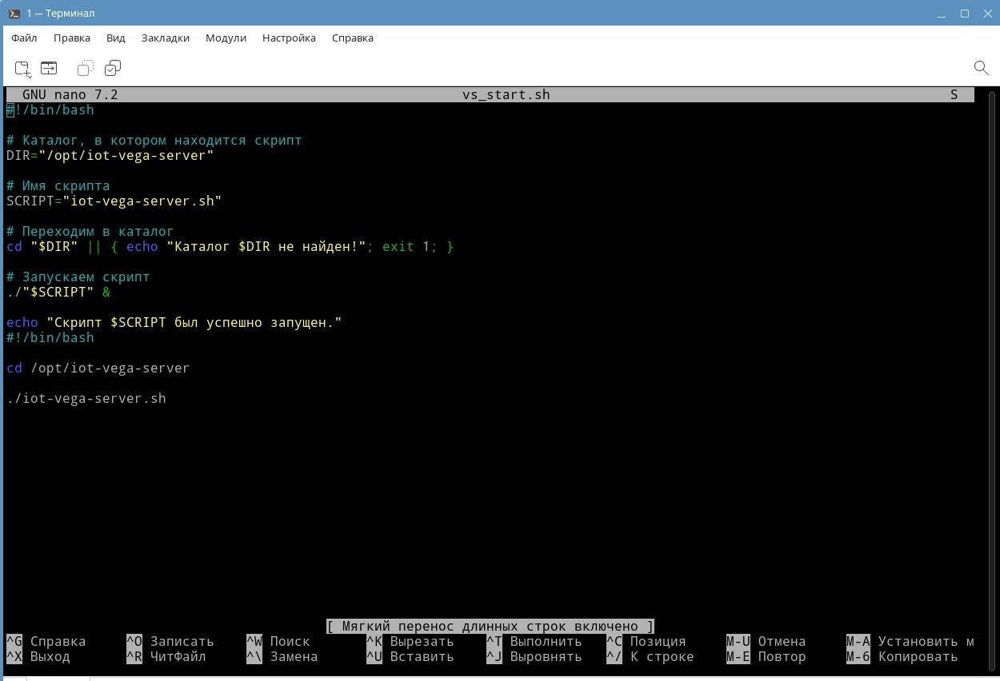 1 — Терминал
Файл Правка Вид Закладки Модули Настройка Справка
GNU nano 7.2 vs_start.sh S
#!/bin/bash
# Каталог, в котором находится скрипт
DIR="/opt/iot-vega-server"
# Имя скрипта
SCRIPT="iot-vega-server.sh"
# Переходим в каталог
cd "$DIR" || { echo "Каталог $DIR не найден!"; exit 1; }
# Запускаем скрипт
./"$SCRIPT" &
echo "Скрипт $SCRIPT был успешно запущен."
#!/bin/bash
cd /opt/iot-vega-server
./iot-vega-server.sh
[ Мягкий перенос длинных строк включено ]
^G Справка ^O Записать ^W Поиск ^K Вырезать ^T Выполнить ^C Позиция M-U Отмена M-A Установить м
^X Выход ^R ЧитФайл ^\ Замена ^U Вставить ^J Выровнять ^/ К строке M-E Повтор M-6 Копировать